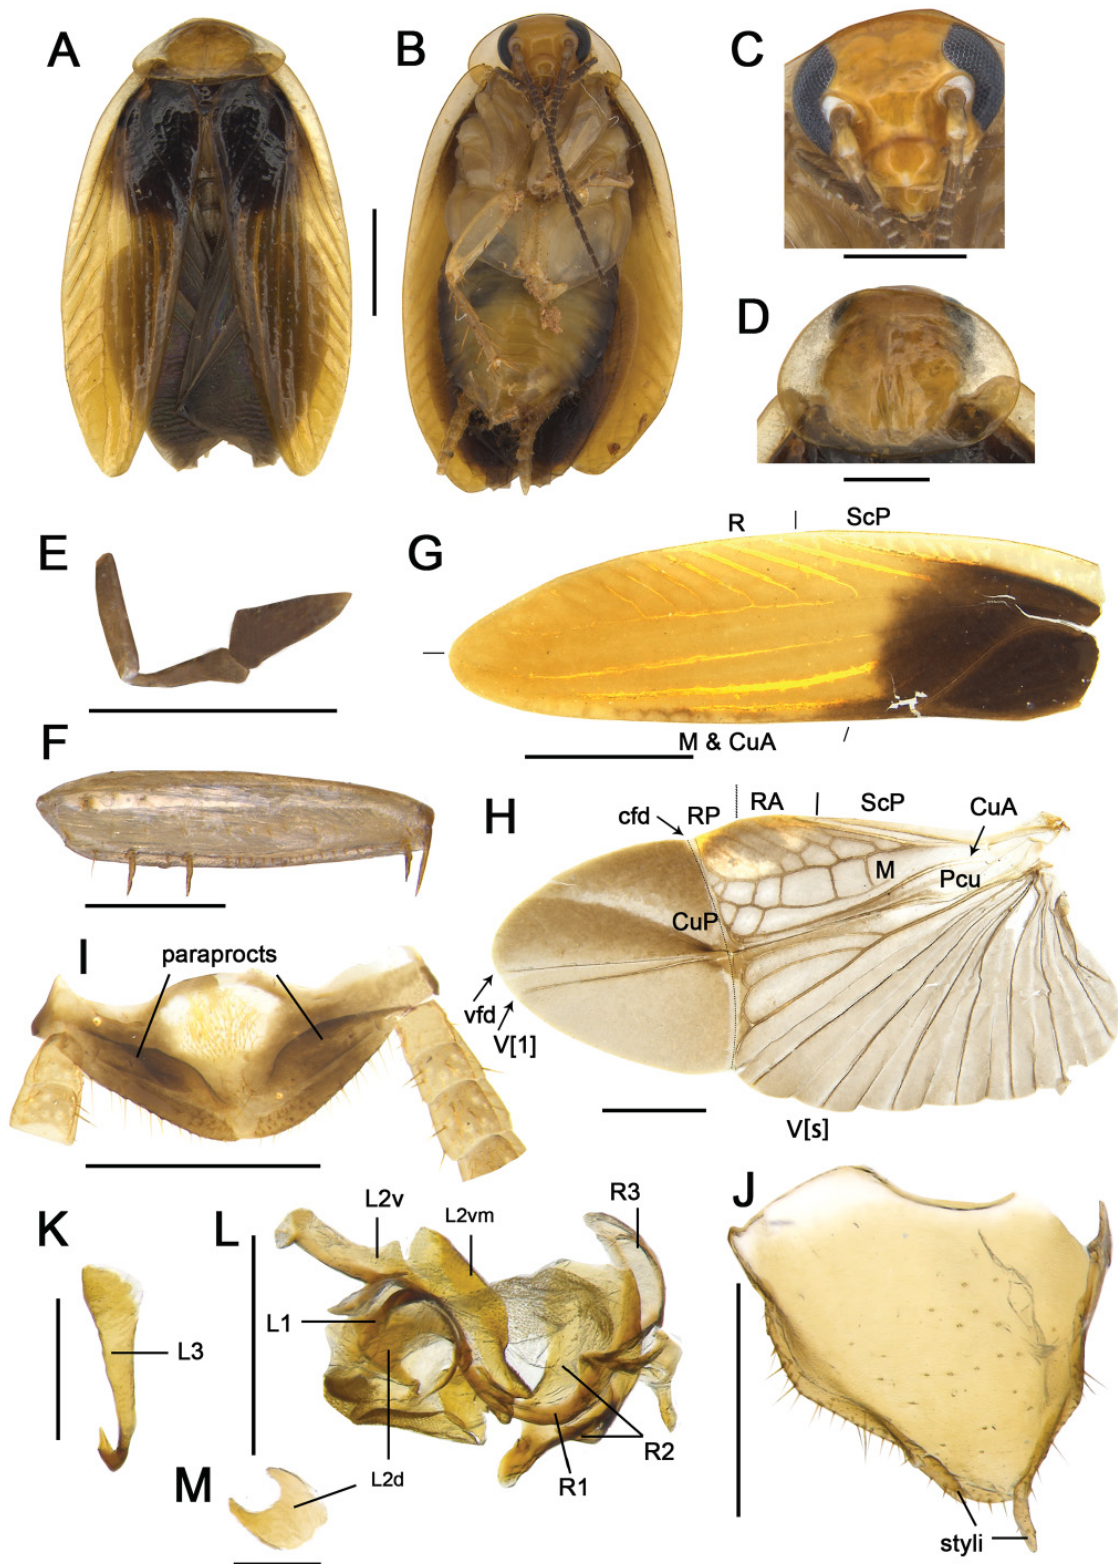 A
B
C
D
E
R
ScP
G
M & CuA
F
H
cfd
RP
RA
ScP
CuA
M
Pcu
CuP
vfd
V[1]
V[s]
I
paraprocts
J
styli
K
L3
L
L2v
L2vm
R3
L1
R2
R1
M
L2d